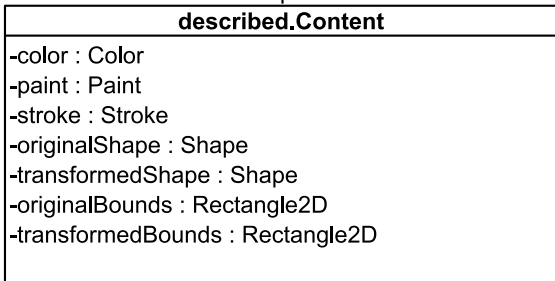 described.Content
-color : Color
-paint : Paint
-stroke : Stroke
-originalShape : Shape
-transformedShape : Shape
-originalBounds : Rectangle2D
-transformedBounds : Rectangle2D